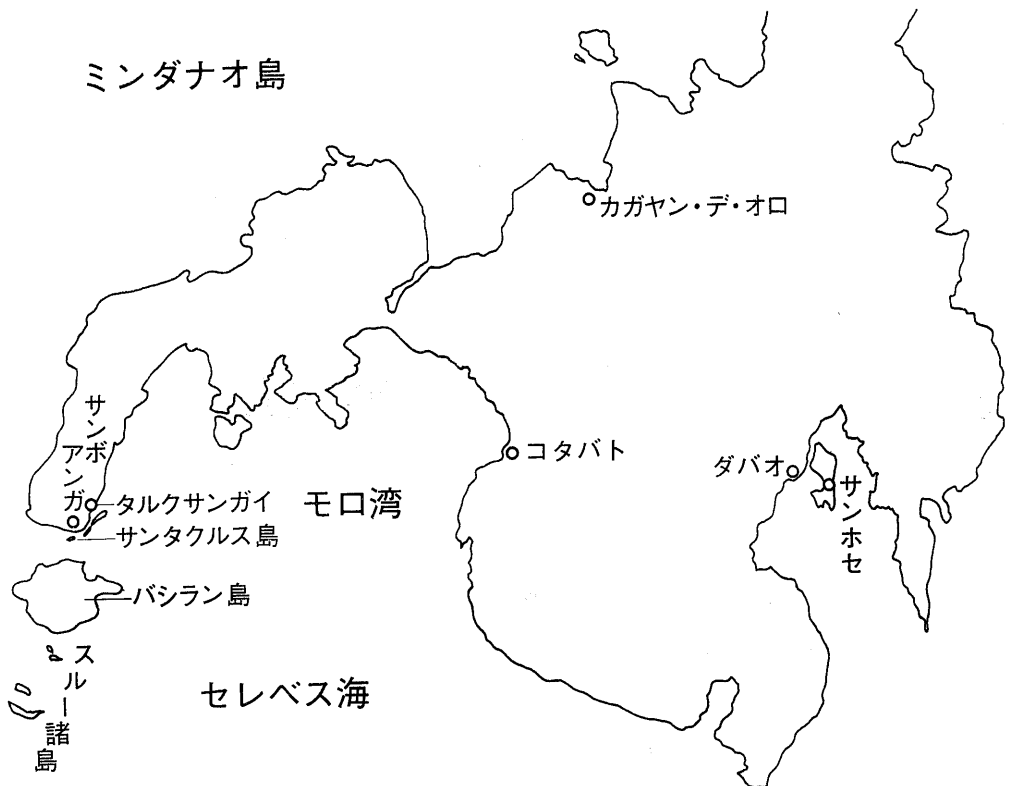 ミンダナオ島
カガヤン・デ・オロ
サンボ
アンガ
タルクサンガイ
サンタクルス島
モロ湾
コタバト
ダバオ
サンホセ
バシラン島
スルー諸島
セレベス海